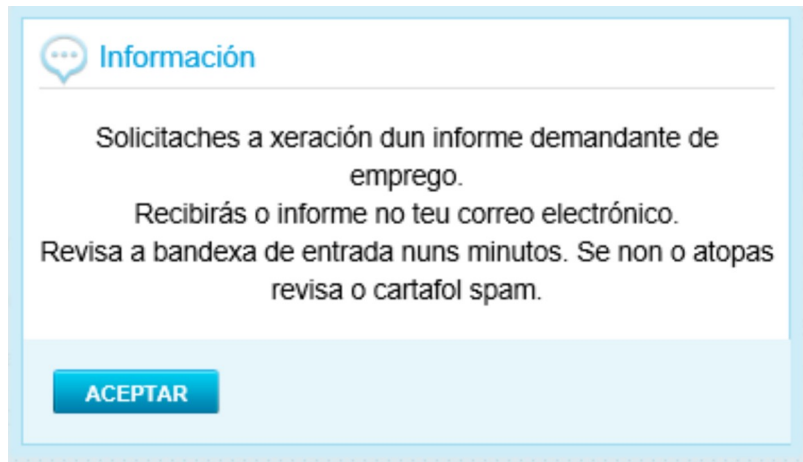 Información
Solicitaches a xeración dun informe demandante de
emprego.
Recibirás o informe no teu correo electrónico.
Revisa a bandexa de entrada nuns minutos. Se non o atopas
revisa o cartafol spam.
ACEPTAR